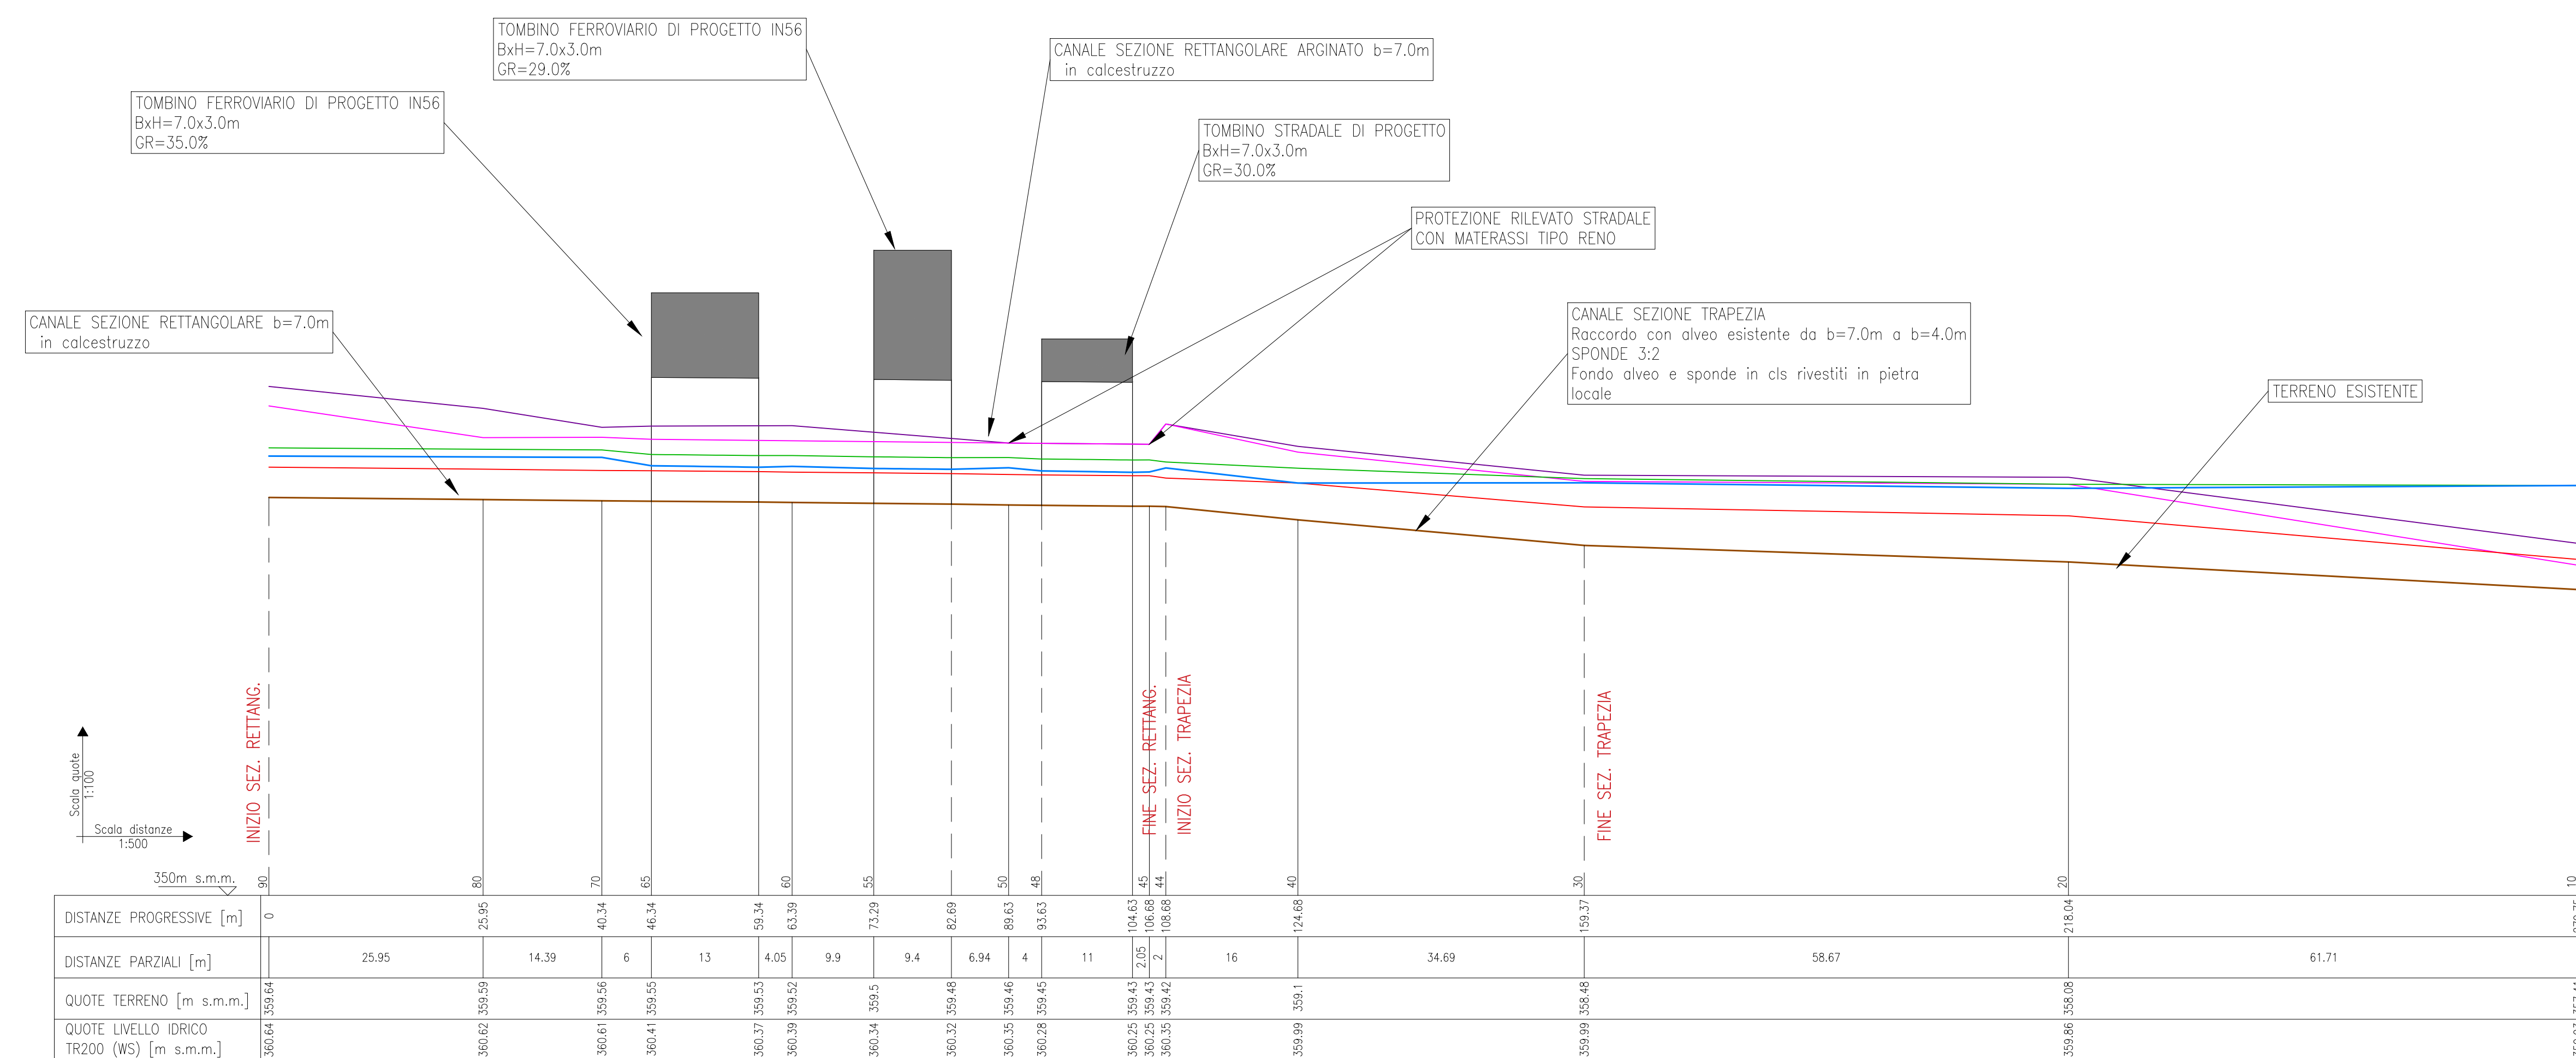 TOMBINO FERROVIARIO DI PROGETTO IN56
BxH=7.0x3.0m
GR=29.0%
CANALE SEZIONE RETTANGOLARE ARGINATO b=7.0m
in calcestruzzo
TOMBINO FERROVIARIO DI PROGETTO IN56
BxH=7.0x3.0m
GR=35.0%
TOMBINO STRADALE DI PROGETTO
BxH=7.0x3.0m
GR=30.0%
PROTEZIONE RILEVATO STRADALE
CON MATERASSI TIPO RENO
CANALE SEZIONE RETTANGOLARE b=7.0m
in calcestruzzo
CANALE SEZIONE TRAPEZIA
Raccordo con alveo esistente da b=7.0m a b=4.0m
SPONDE 3:2
Fondo alveo e sponde in cls rivestiti in pietra
locale
TERRENO ESISTENTE
INIZIO SEZ. RETTANG.
FINE SEZ. RETTANG.
INIZIO SEZ. TRAPEZIA
FINE SEZ. TRAPEZIA
Scala quote
1:100
Scala distanze
1:500
350m s.m.m.
90 80 70 65 60 55 50 48 45 44 40 30 20 10
DISTANZE PROGRESSIVE [m] 0 25.95 40.34 46.34 559.34 63.39 73.29 82.69 89.63 93.63 104.63 106.68 108.68 124.68 159.37 218.04
DISTANZE PARZIALI [m] 25.95 14.39 6 13 4.05 9.9 9.4 6.94 4 11 2.05 2 16 34.69 58.67 61.71
QUOTE TERRENO [m s.m.m.] 359.64 359.59 359.56 359.55 359.53 359.52 359.5 359.48 359.46 359.45 359.43 359.43 359.42 359.1 358.48 358.08
QUOTE LIVELLO IDRICO
TR200 (WS) [m s.m.m.] 360.64 360.62 360.61 360.41 360.37 360.39 360.34 360.32 360.35 360.28 360.25 360.25 360.35 359.99 359.99 359.86